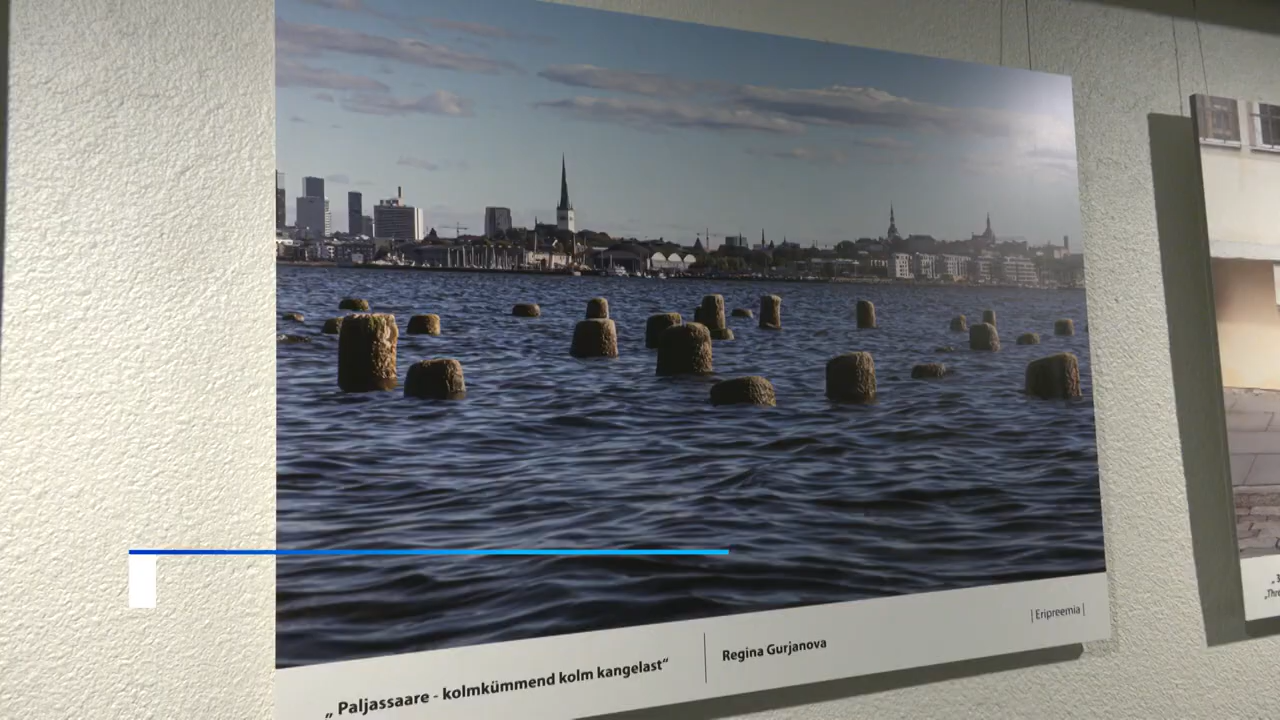 „ Paljassaare - kolmkümmend kolm kangelast“
Regina Gurjanova
| Eripreemia |